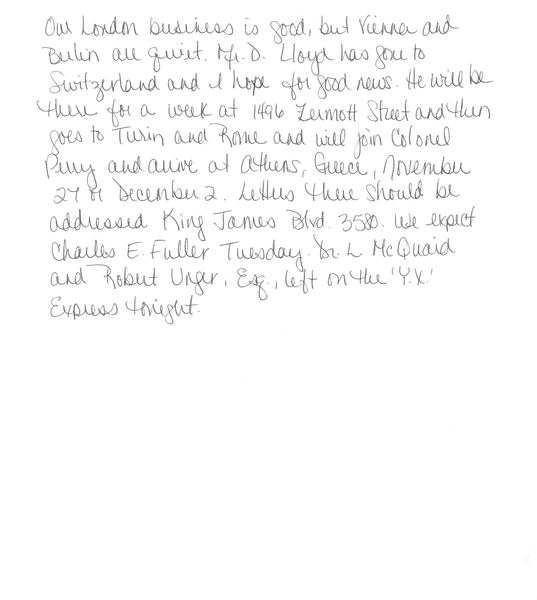 Our London business is good, but Vienna and
Berlin are quiet. Mr. D. Lloyd has gone to
Switzerland and I hope for good news. He will be
there for a week at 1496 Zermott Street and then
goes to Turin and Rome and will join Colonel
Perry and arrive at Athens, Greece, November
27 or December 2. Letters there should be
addressed King James Blvd. 3580. We expect
Charles E. Fuller Tuesday. Dr. L McQuaid
and Robert Unger, Esq., left on the 'Y.X.'
Express tonight.